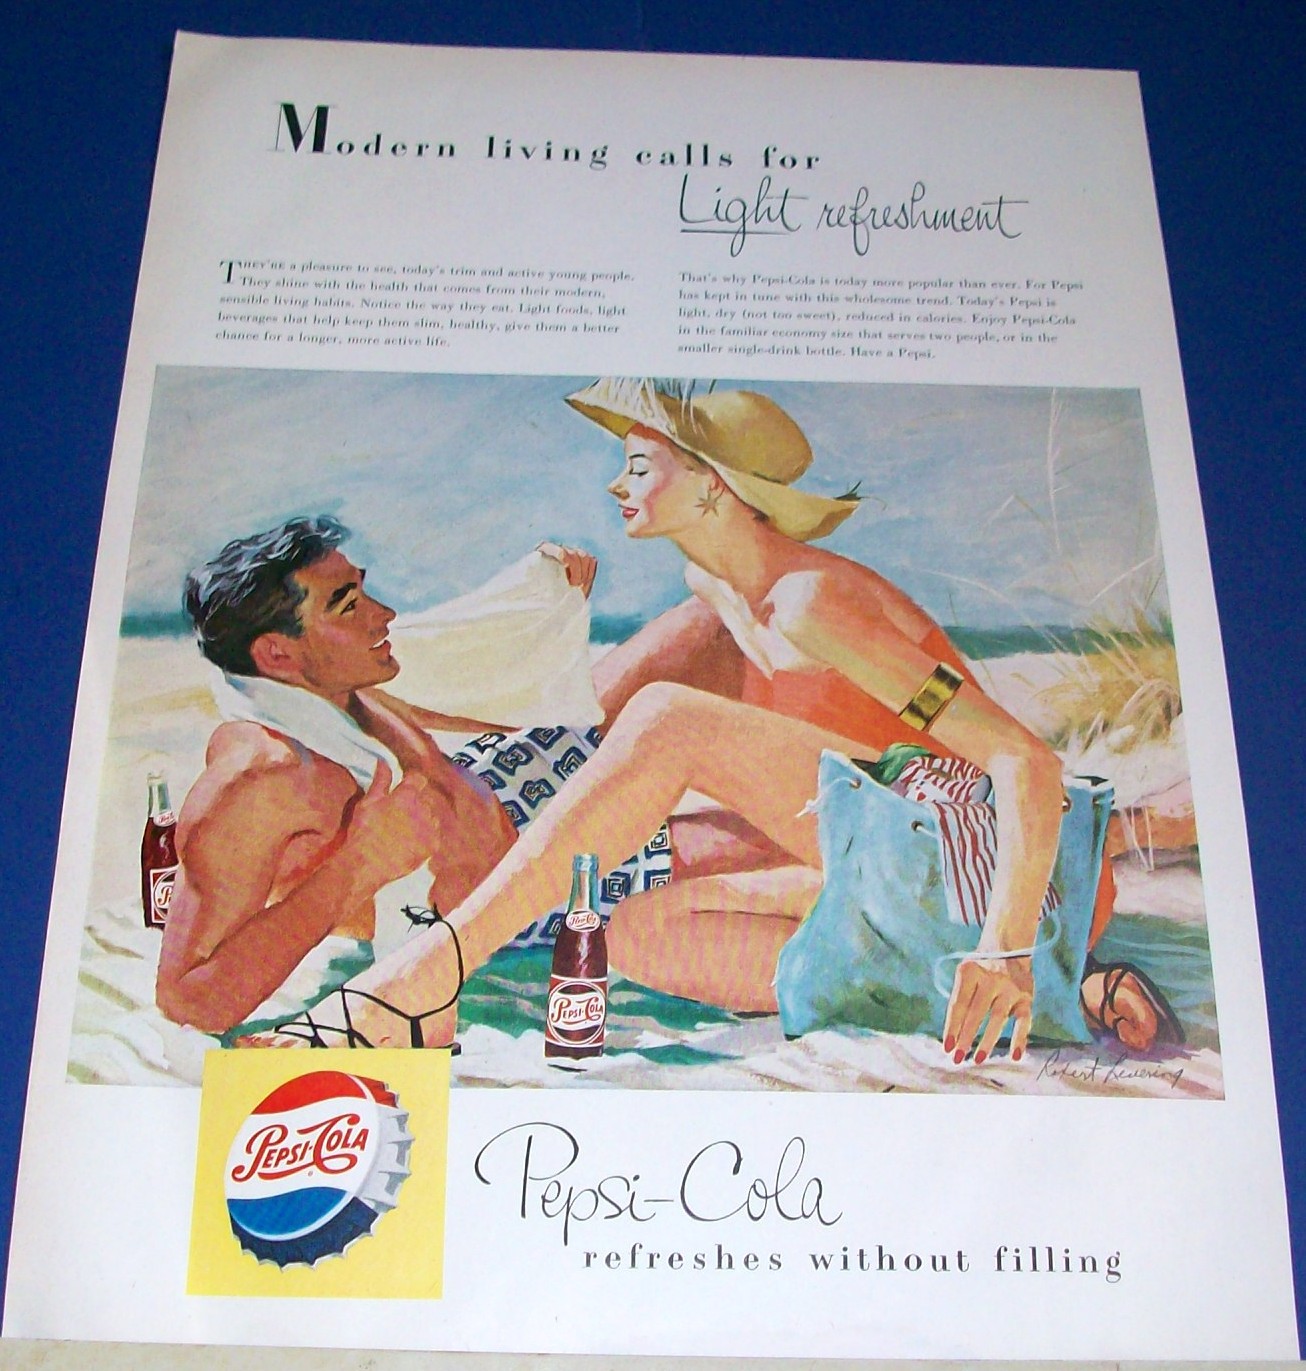 Modern living calls for
Light refreshment
THEY'RE a pleasure to see, today's trim and active young people.
They shine with the health that comes from their modern,
sensible living habits. Notice the way they eat. Light foods, light
beverages that help keep them slim, healthy, give them a better
chance for a longer, more active life.
That's why Pepsi-Cola is today more popular than ever. For Pepsi
has kept in tune with this wholesome trend. Today's Pepsi is
light, dry (not too sweet), reduced in calories. Enjoy Pepsi-Cola
in the familiar economy size that serves two people, or in the
smaller single-drink bottle. Have a Pepsi.
PEPSI-COLA
Robert Levering
PEPSI-COLA
Pepsi-Cola
refreshes without filling